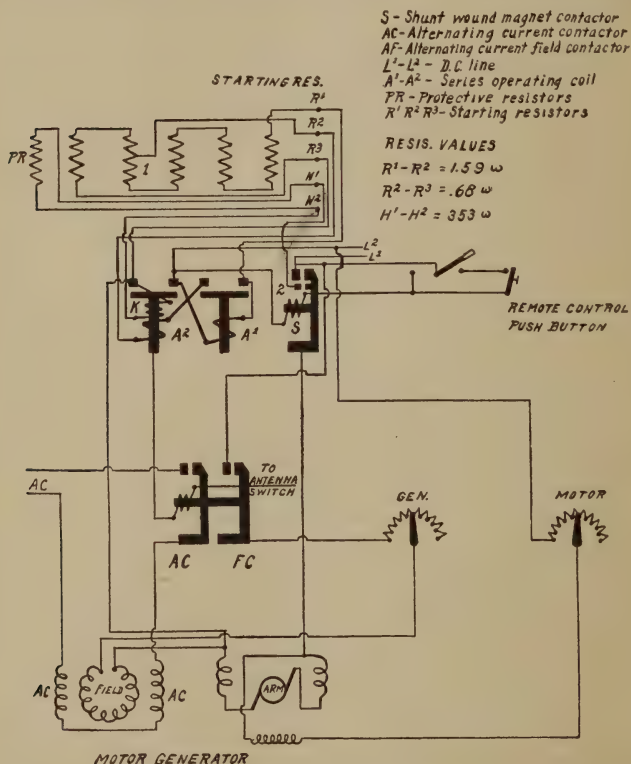 S - Shunt wound magnet contactor
AC - Alternating current contactor
AF - Alternating current field contactor
L¹-L² - D.C. line
A¹-A² - Series operating coil
PR - Protective resistors
R¹ R² R³ - Starting resistors
STARTING RES.
RESIS. VALUES
R¹-R² = 1.59 ω
R²-R³ = .68 ω
H¹-H² = 353 ω
R¹
R2
R3
N¹
N²
PR
1
L²
L¹
2
K
A²
A¹
S
REMOTE CONTROL
PUSH BUTTON
AC
TO
ANTENNA
SWITCH
GEN.
MOTOR
AC
FC
AC
FIELD
AC
ARM
MOTOR GENERATOR